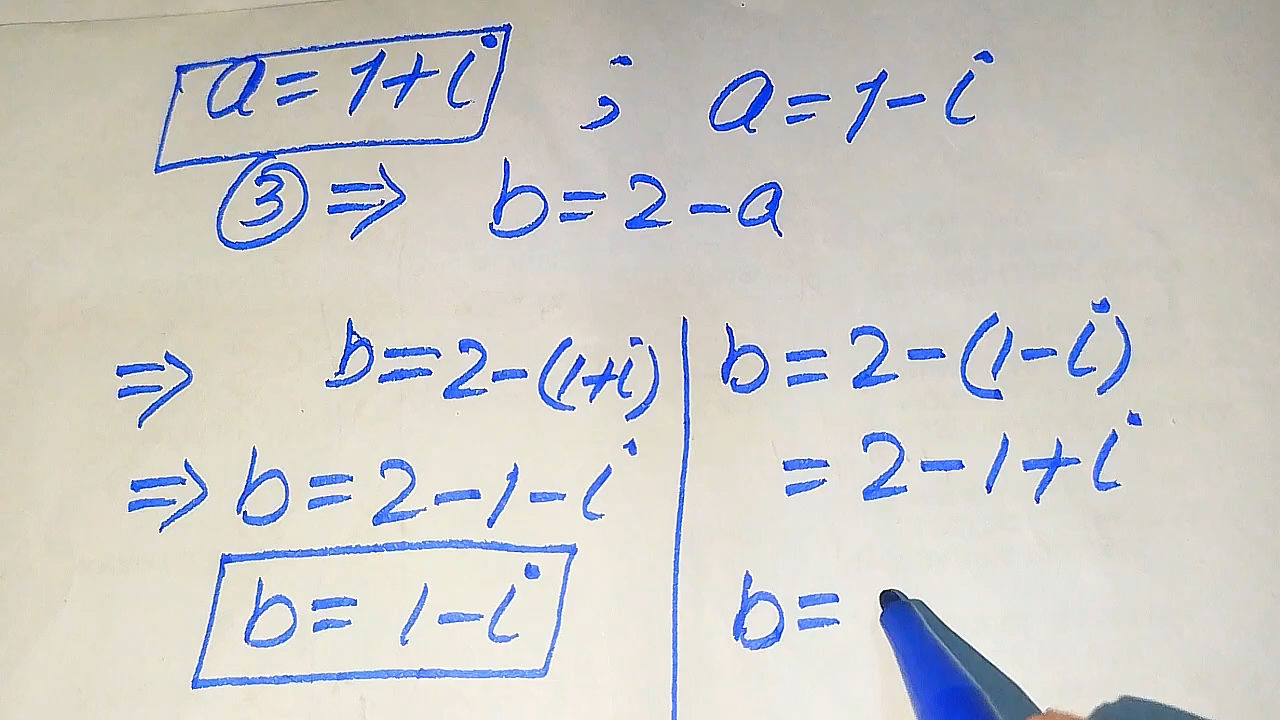 a = 1+i ; a = 1-i
③ ⇒ b = 2-a
⇒ b = 2-(1+i) | b = 2-(1-i)
⇒ b = 2-1-i | = 2-1+i
b = 1-i | b =